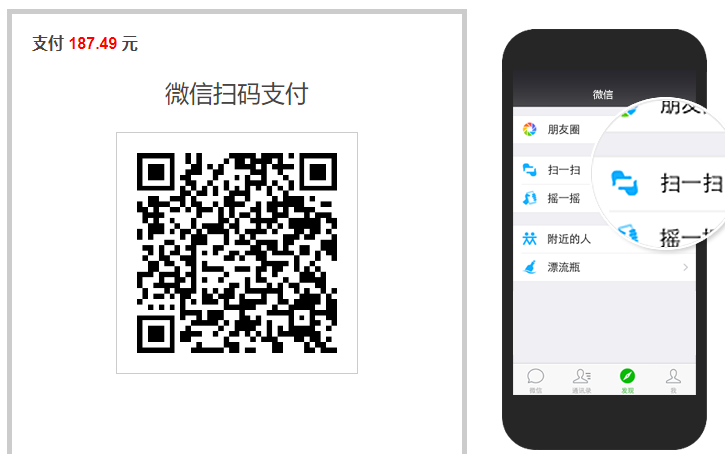 支付 187.49 元
微信扫码支付
微信
朋友圈
扫一扫
摇一摇
附近的人
漂流瓶
朋友
扫一扫
摇一
微信
通讯录
发现
我